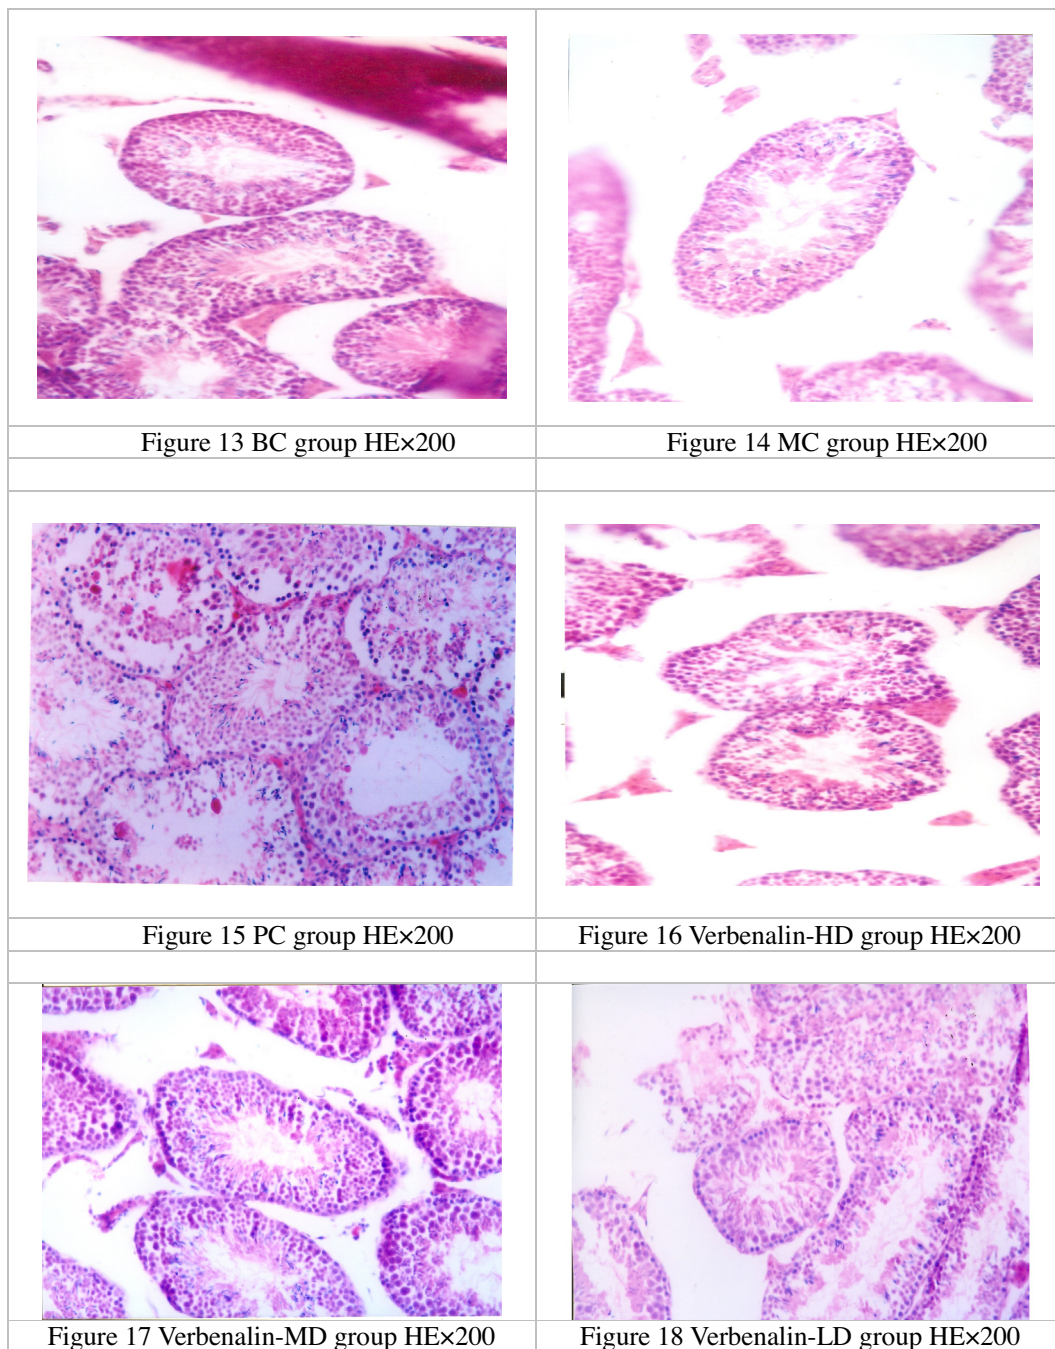 Figure 13 BC group HE×200
Figure 14 MC group HE×200
Figure 15 PC group HE×200
Figure 16 Verbenalin-HD group HE×200
Figure 17 Verbenalin-MD group HE×200
Figure 18 Verbenalin-LD group HE×200